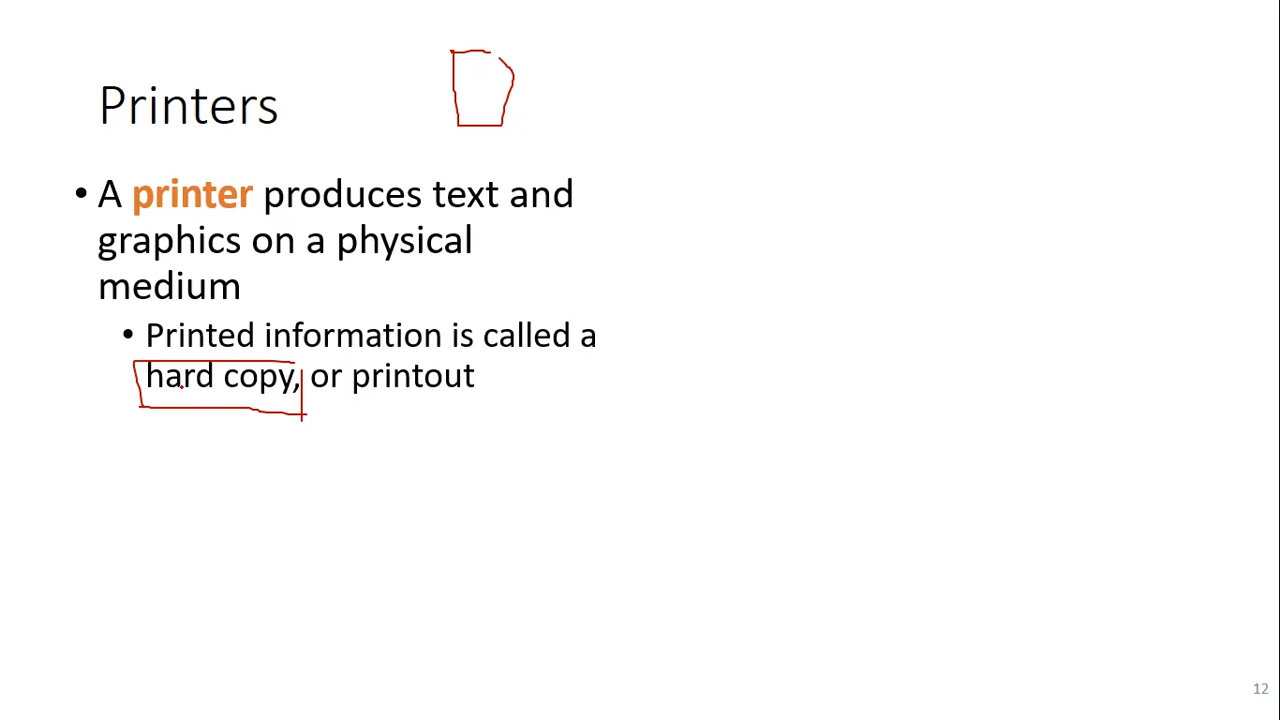 Printers
• A printer produces text and
graphics on a physical
medium
• Printed information is called a
hard copy, or printout
12